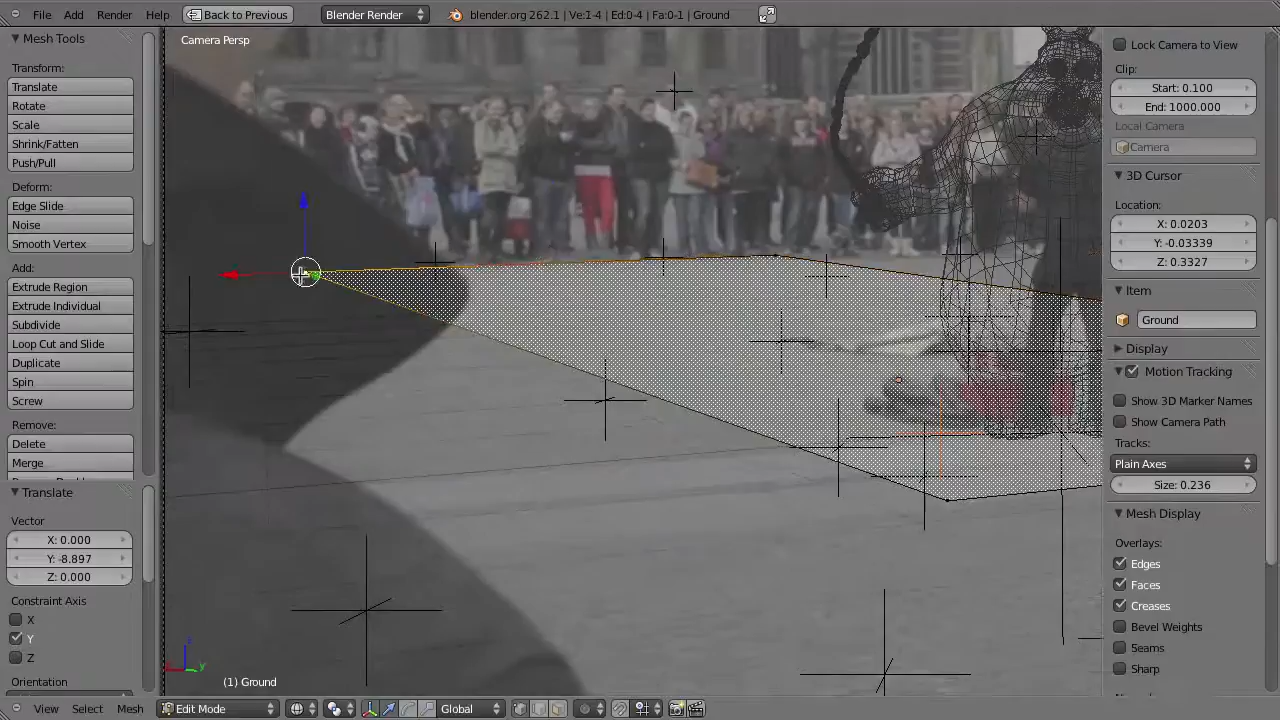 File Add Render Help Back to Previous Blender Render blender.org 262.1 | Ve:1-4 | Ed:0-4 | Fa:0-1 | Ground
Mesh Tools
Transform:
Translate
Rotate
Scale
Shrink/Fatten
Push/Pull
Deform:
Edge Slide
Noise
Smooth Vertex
Add:
Extrude Region
Extrude Individual
Subdivide
Loop Cut and Slide
Duplicate
Spin
Screw
Remove:
Delete
Merge
Translate
Vector
X: 0.000
Y: -8.897
Z: 0.000
Constraint Axis
X
Y
Z
Orientation
Camera Persp
(1) Ground
z
y
Lock Camera to View
Clip:
Start: 0.100
End: 1000.000
Local Camera
Camera
3D Cursor
Location:
X: 0.0203
Y: -0.03339
Z: 0.3327
Item
Ground
Display
Motion Tracking
Show 3D Marker Names
Show Camera Path
Tracks:
Plain Axes
Size: 0.236
Mesh Display
Overlays:
Edges
Faces
Creases
Bevel Weights
Seams
Sharp
View Select Mesh Edit Mode Global